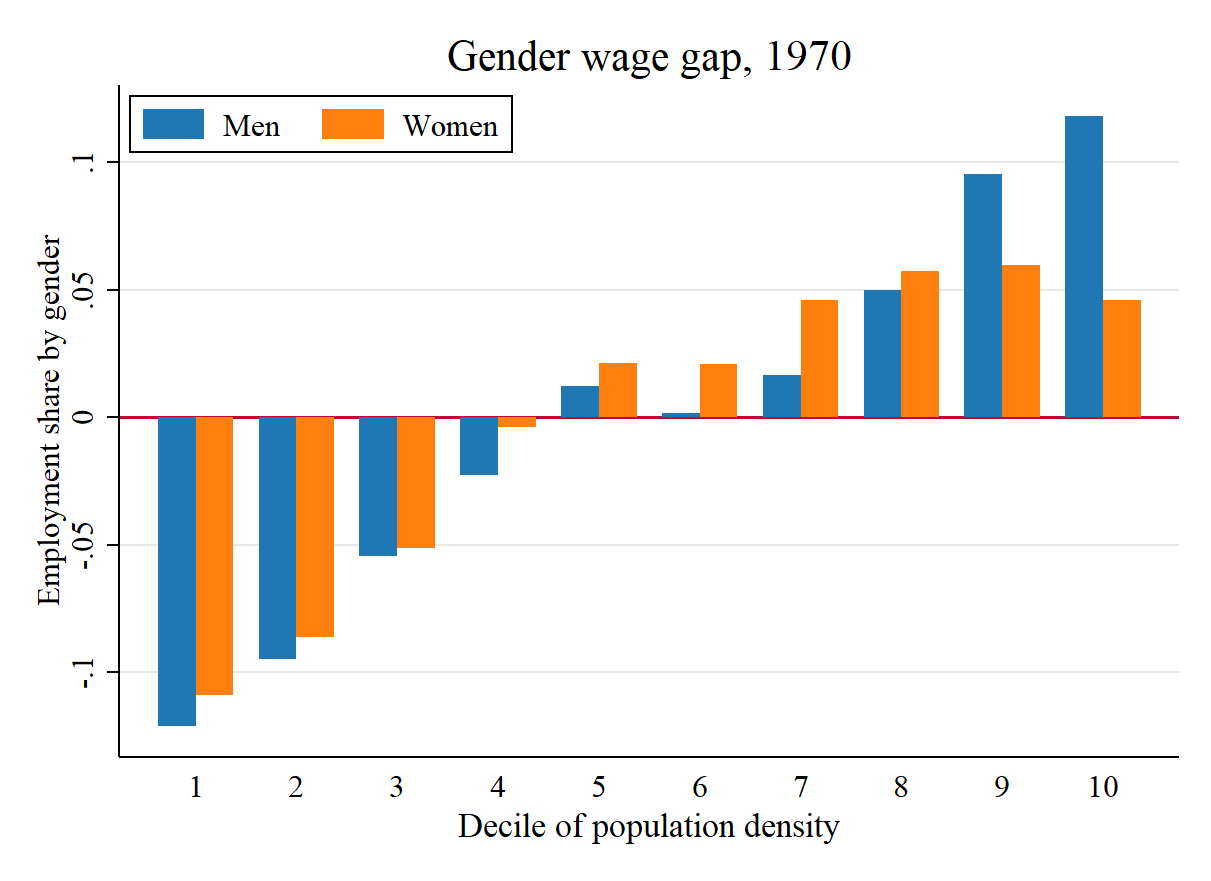 Gender wage gap, 1970
Men
Women
Employment share by gender
.1
.05
0
-.05
-.1
1 2 3 4 5 6 7 8 9 10
Decile of population density